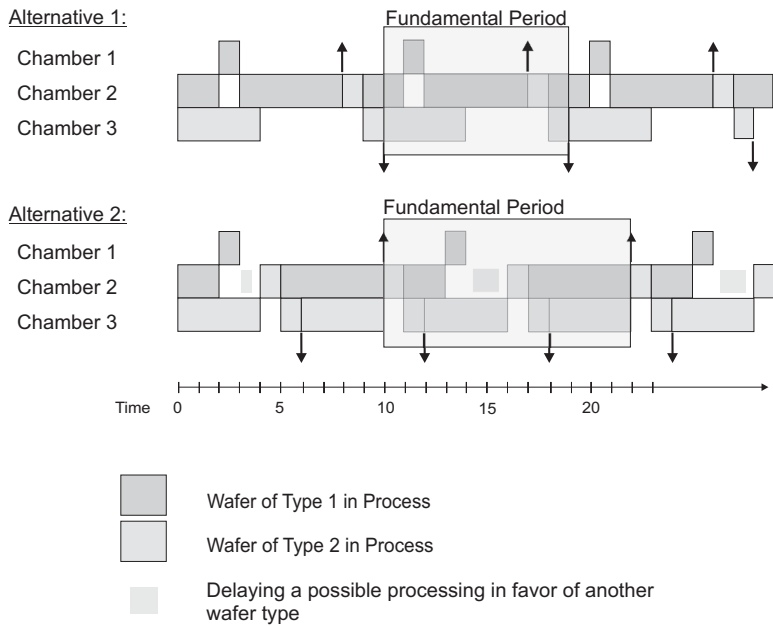 Alternative 1:
Fundamental Period
Chamber 1
Chamber 2
Chamber 3
Alternative 2:
Fundamental Period
Chamber 1
Chamber 2
Chamber 3
Time 0 5 10 15 20
Wafer of Type 1 in Process
Wafer of Type 2 in Process
Delaying a possible processing in favor of another
wafer type